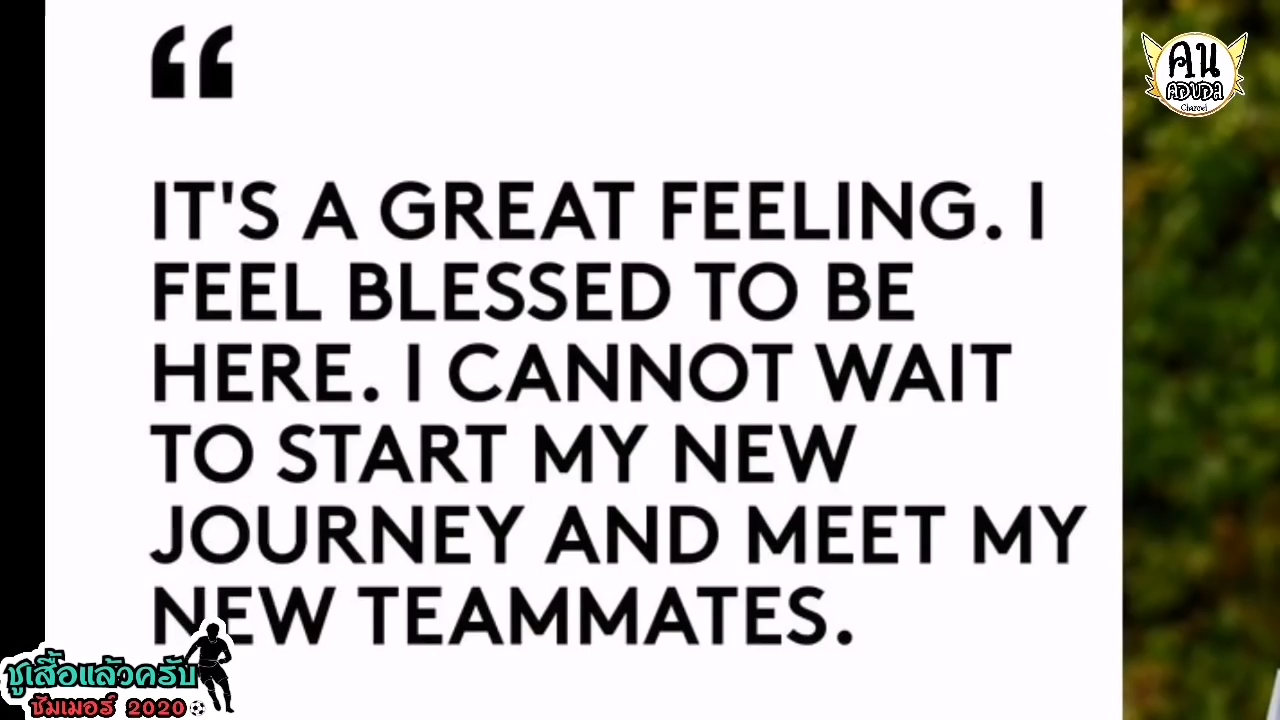 “
IT'S A GREAT FEELING. I
FEEL BLESSED TO BE
HERE. I CANNOT WAIT
TO START MY NEW
JOURNEY AND MEET MY
NEW TEAMMATES.
คน
Channel
ชูเสื้อแล้วครับ
ซัมเมอร์ 2020